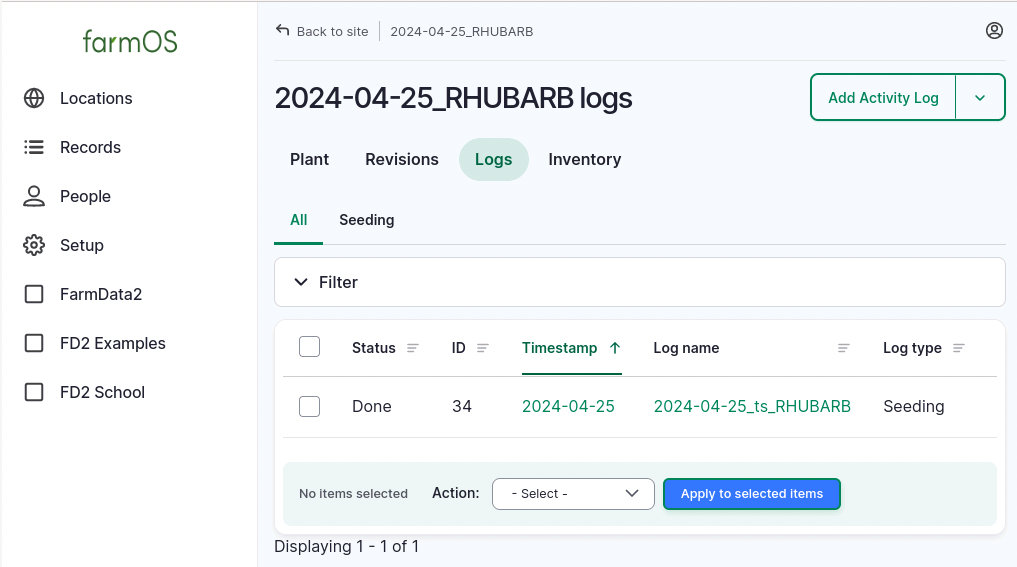 farmOS
Locations
Records
People
Setup
FarmData2
FD2 Examples
FD2 School
Back to site 2024-04-25_RHUBARB
2024-04-25_RHUBARB logs
Add Activity Log
Plant Revisions Logs Inventory
All Seeding
Filter
Status ID Timestamp Log name Log type
Done 34 2024-04-25 2024-04-25_ts_RHUBARB Seeding
No items selected Action: - Select - Apply to selected items
Displaying 1 - 1 of 1